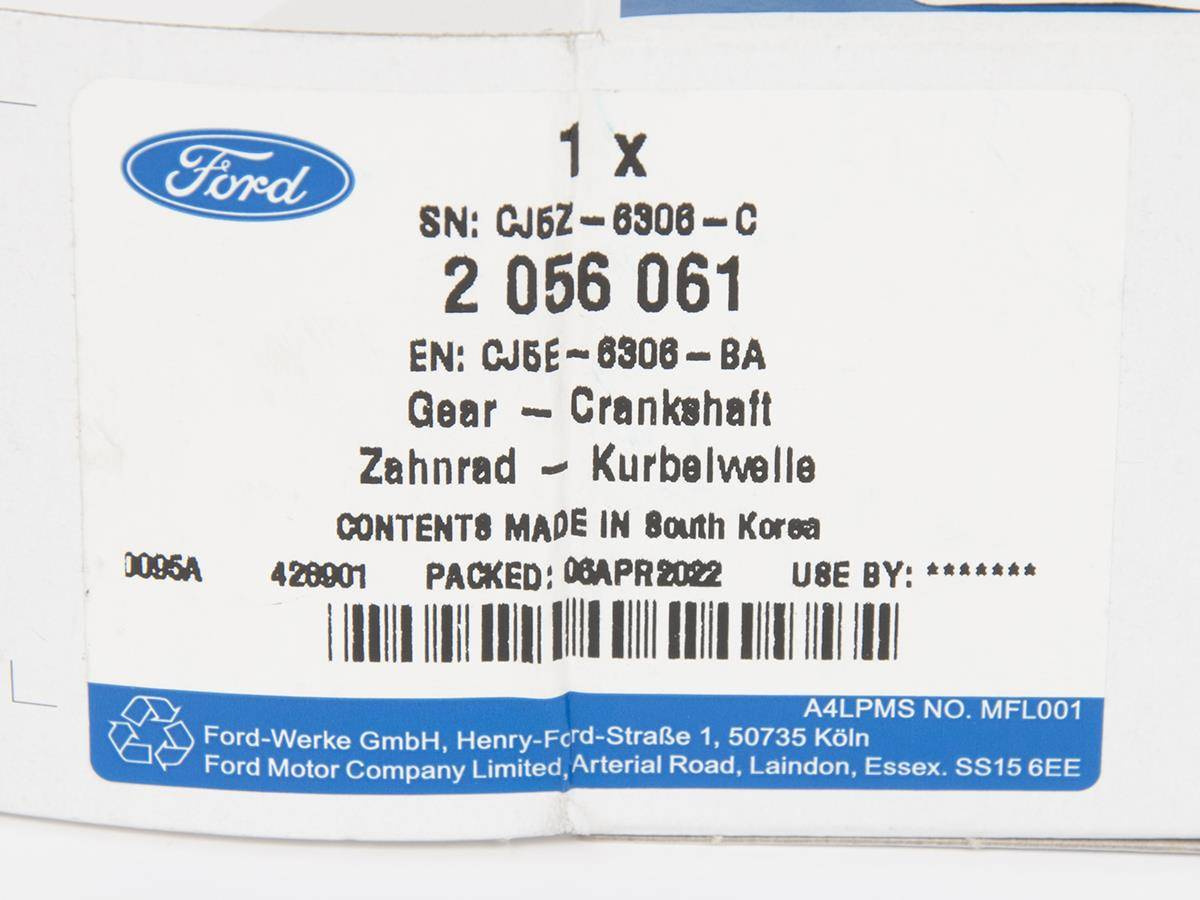 Ford
1 x
SN: CJ5Z-6306-C
2 056 061
EN: CJ5E-6306-BA
Gear - Crankshaft
Zahnrad - Kurbelwelle
CONTENTS MADE IN South Korea
0095A 428901 PACKED: 06APR2022 USE BY: *******
A4LPMS NO. MFL001
Ford-Werke GmbH, Henry-Ford-Straße 1, 50735 Köln
Ford Motor Company Limited, Arterial Road, Laindon, Essex. SS15 6EE